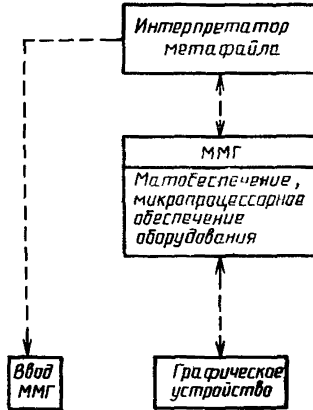 Интерпретатор
метафайла
ММГ
Матобеспечение,
микропроцессорное
обеспечение
оборудования
Ввод
ММГ
Графическое
устройство